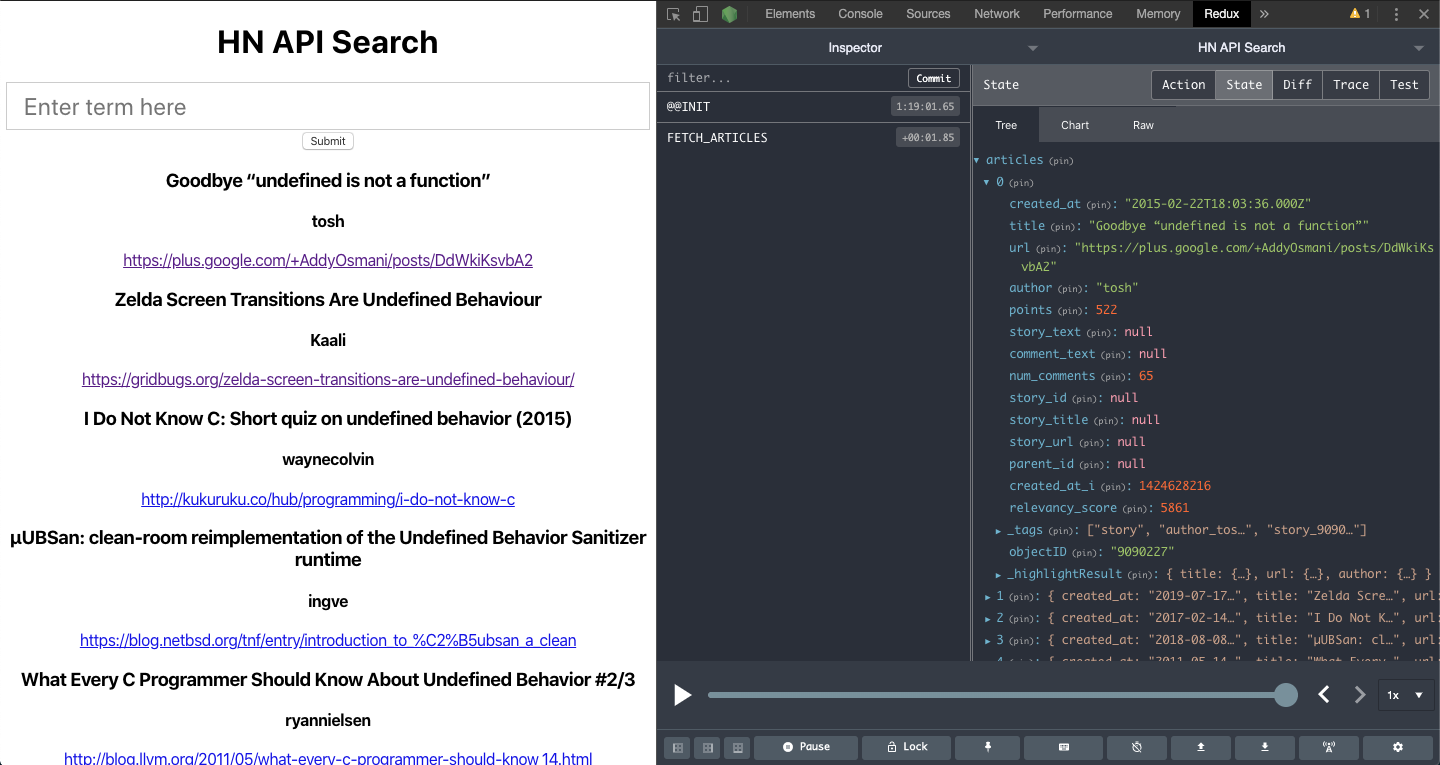 HN API Search
Enter term here
Submit
Goodbye “undefined is not a function”
tosh
https://plus.google.com/+AddyOsmani/posts/DdWkiKsvbA2
Zelda Screen Transitions Are Undefined Behaviour
Kaali
https://gridbugs.org/zelda-screen-transitions-are-undefined-behaviour/
I Do Not Know C: Short quiz on undefined behavior (2015)
waynecolvin
http://kukuruku.co/hub/programming/i-do-not-know-c
µUBSan: clean-room reimplementation of the Undefined Behavior Sanitizer
runtime
ingve
https://blog.netbsd.org/tnf/entry/introduction_to_%C2%B5ubsan_a_clean
What Every C Programmer Should Know About Undefined Behavior #2/3
ryannielsen
http://blog.llvm.org/2011/05/what-every-c-programmer-should-know_14.html
Elements Console Sources Network Performance Memory Redux » 1
Inspector HN API Search
filter... Commit
@@INIT 1:19:01.65
FETCH_ARTICLES +00:01.85
State Action State Diff Trace Test
Tree Chart Raw
articles (pin)
0 (pin)
created_at (pin): "2015-02-22T18:03:36.000Z"
title (pin): "Goodbye “undefined is not a function”"
url (pin): "https://plus.google.com/+AddyOsmani/posts/DdWkiKs
vbA2"
author (pin): "tosh"
points (pin): 522
story_text (pin): null
comment_text (pin): null
num_comments (pin): 65
story_id (pin): null
story_title (pin): null
story_url (pin): null
parent_id (pin): null
created_at_i (pin): 1424628216
relevancy_score (pin): 5861
_tags (pin): ["story", "author_tos…", "story_9090…"]
objectID (pin): "9090227"
_highlightResult (pin): { title: {…}, url: {…}, author: {…} }
1 (pin): { created_at: "2019-07-17…", title: "Zelda Scre…", url:
2 (pin): { created_at: "2017-02-14…", title: "I Do Not K…", url:
3 (pin): { created_at: "2018-08-08…", title: "µUBSan: cl…", url:
4 (pin): { created_at: "2011-05-14…", title: "What Every…", url:
1x
Pause Lock